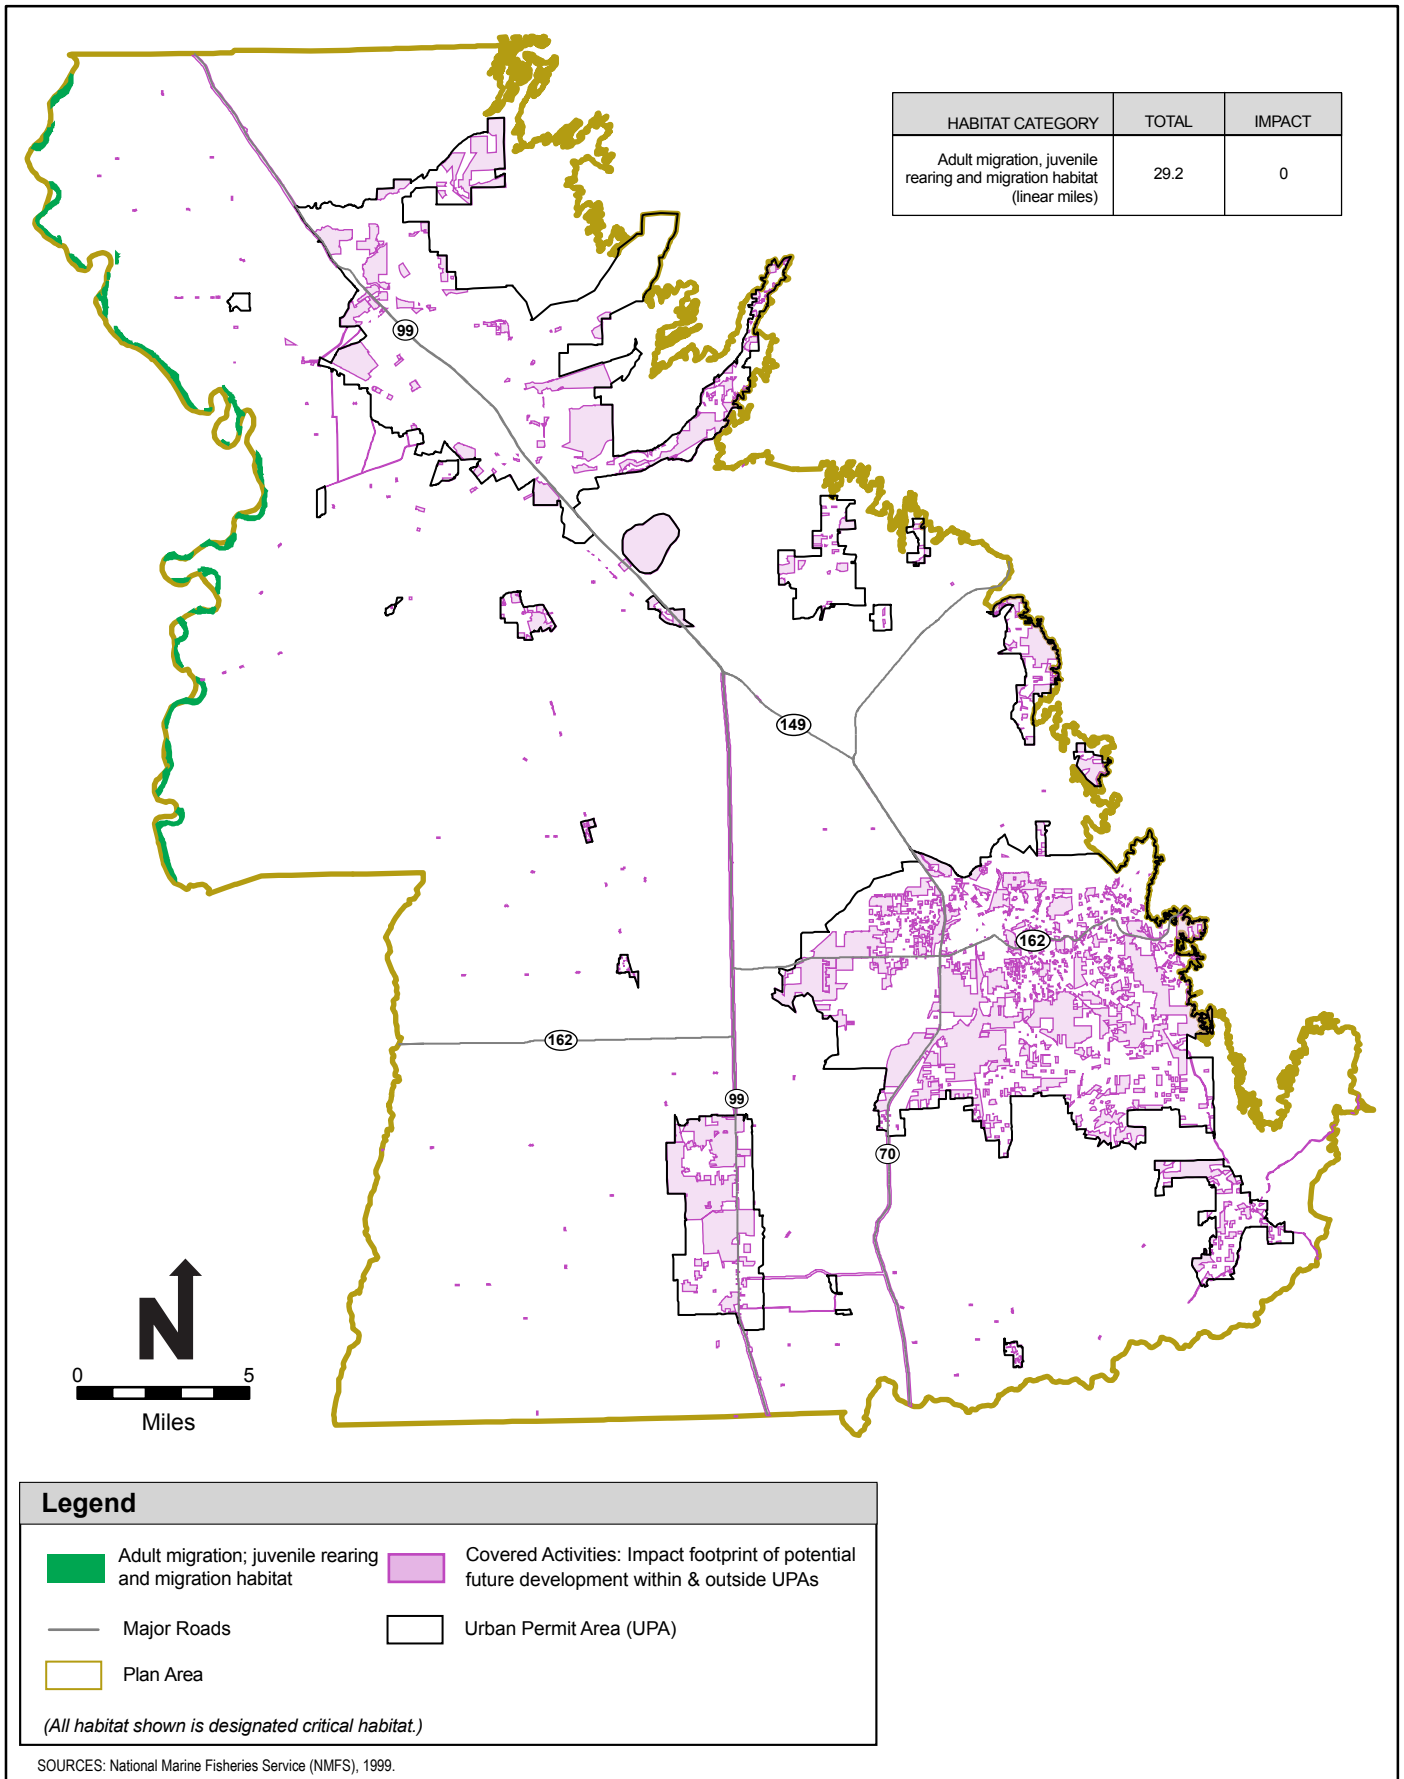 HABITAT CATEGORY TOTAL IMPACT
Adult migration, juvenile
rearing and migration habitat
(linear miles)
29.2 0
99
149
162
162
99
70
N
0 5
Miles
Legend
Adult migration; juvenile rearing
and migration habitat
Covered Activities: Impact footprint of potential
future development within & outside UPAs
Major Roads
Urban Permit Area (UPA)
Plan Area
(All habitat shown is designated critical habitat.)
SOURCES: National Marine Fisheries Service (NMFS), 1999.